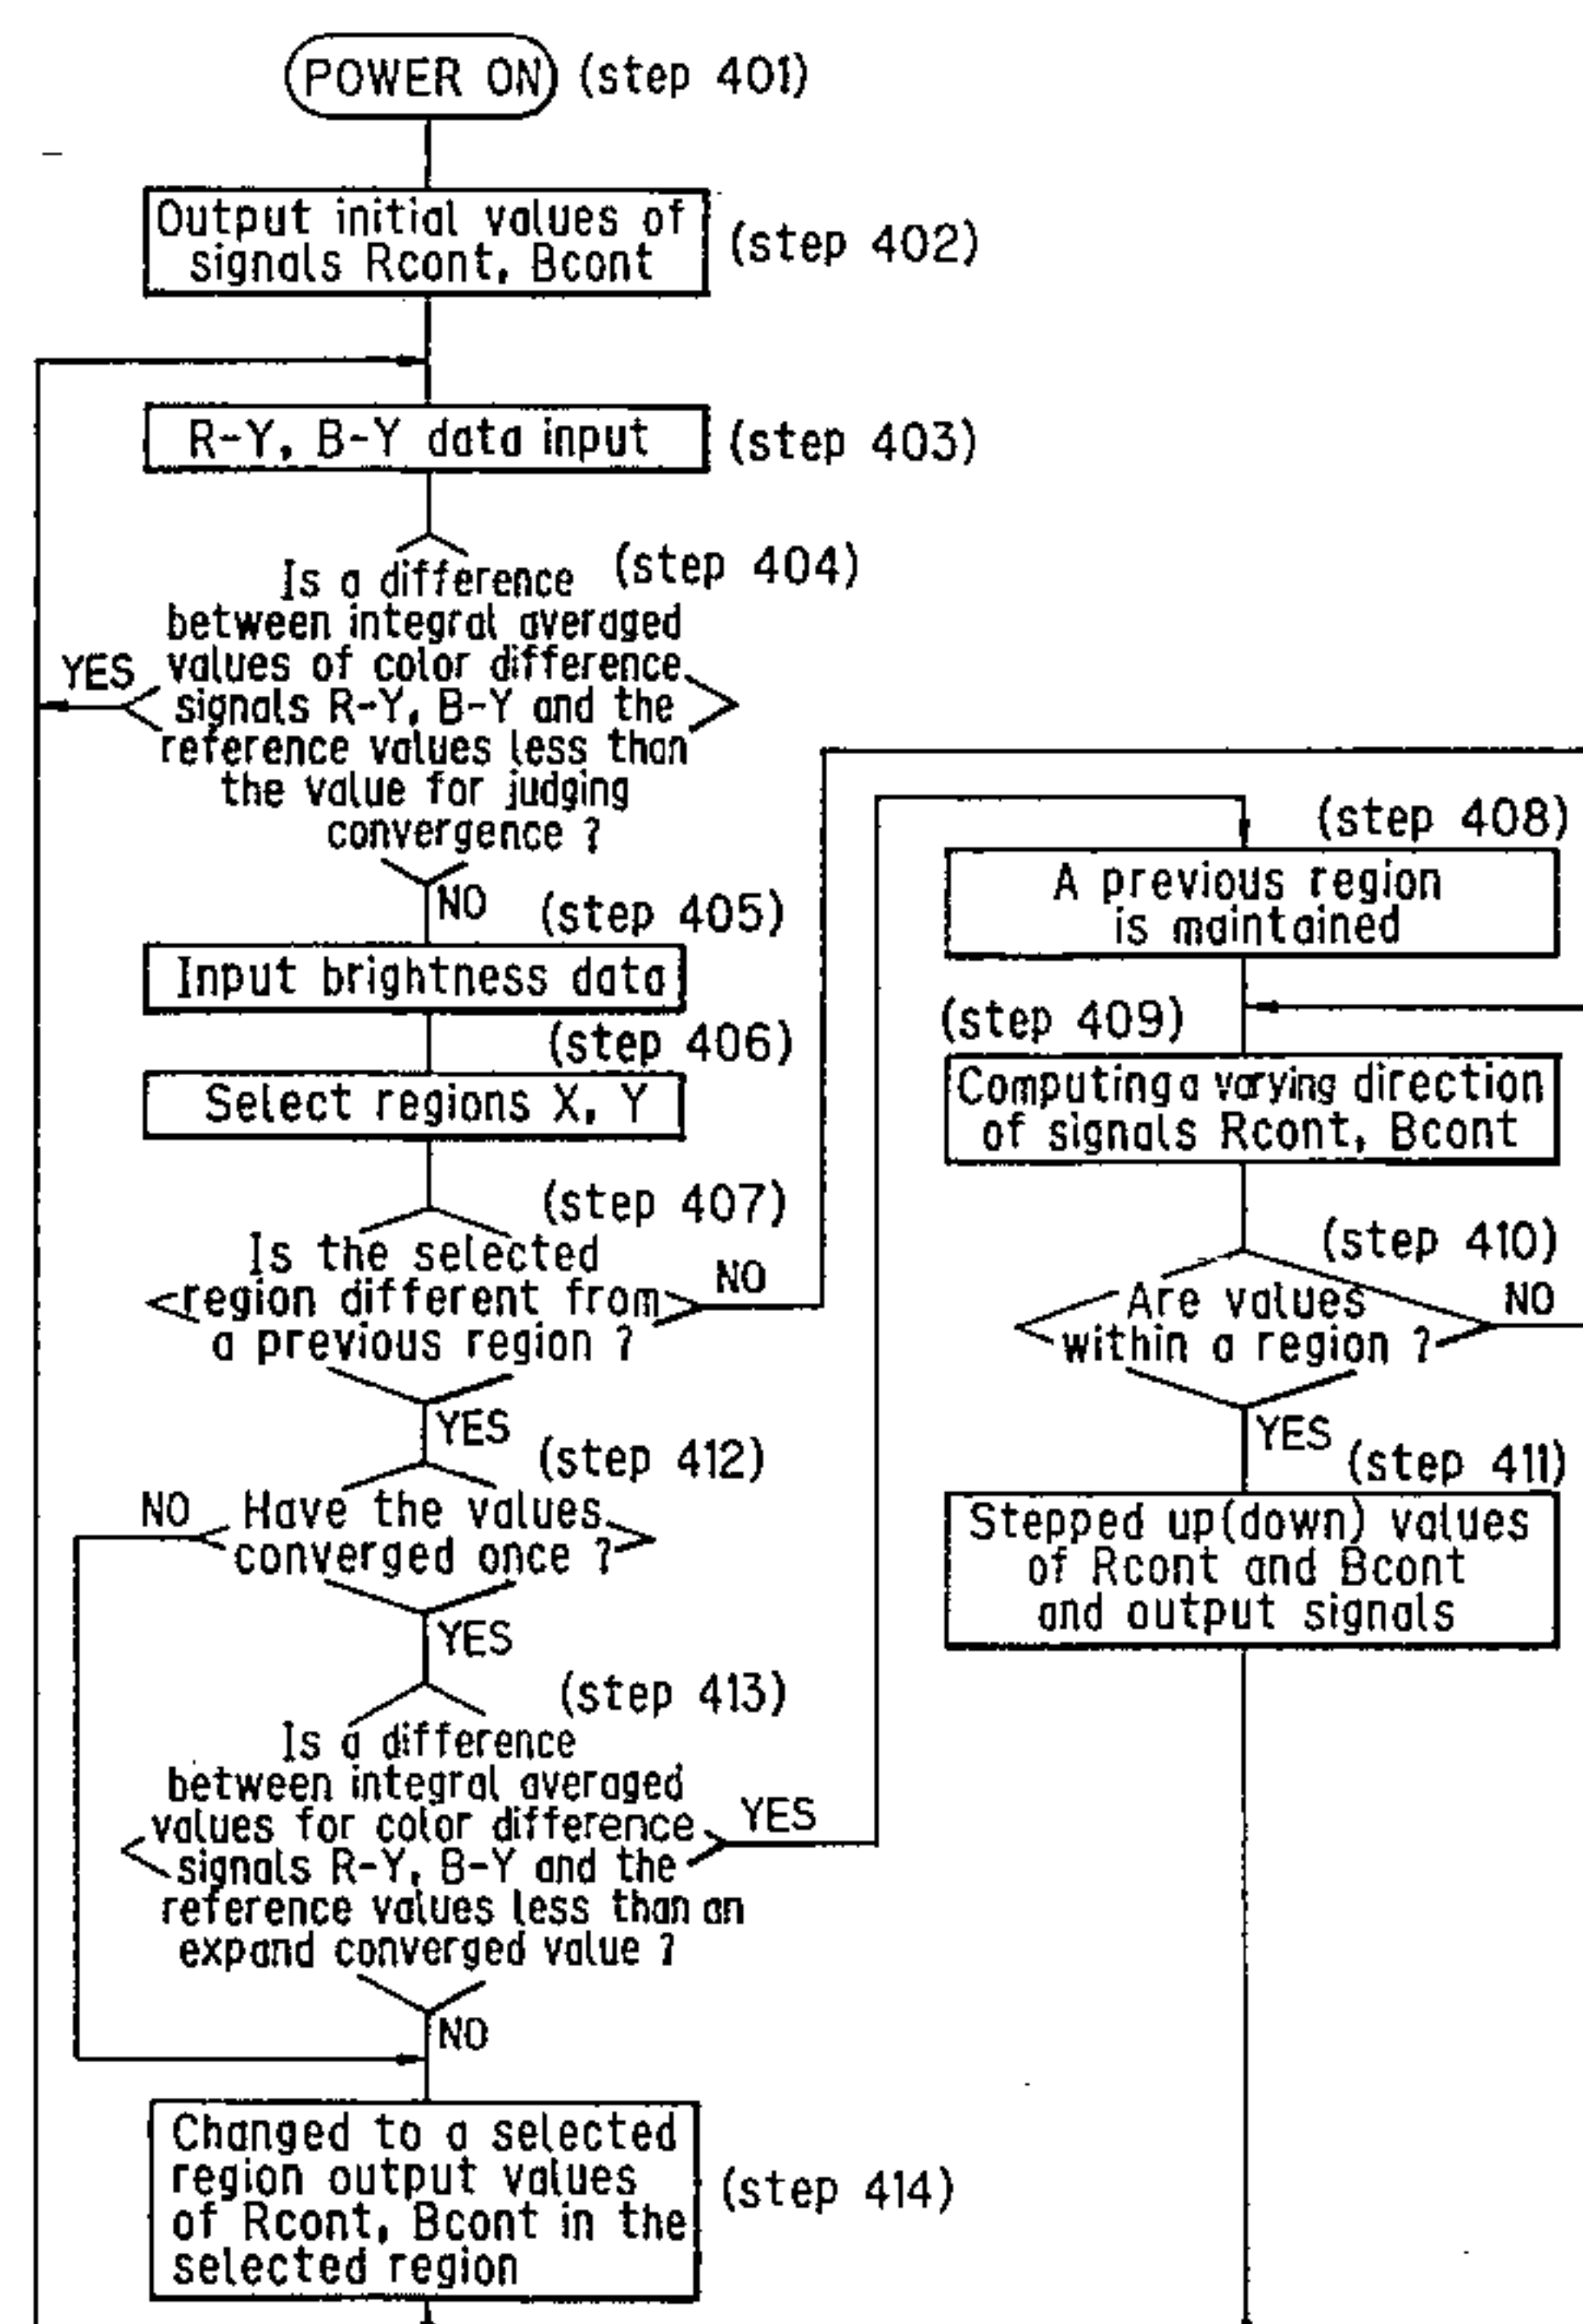 POWER ON (step 401)
Output initial values of
signals Rcont, Bcont
(step 402)
R-Y, B-Y data input (step 403)
(step 404)
Is a difference
between integral averaged
values of color difference
signals R-Y, B-Y and the
reference values less than
the value for judging
convergence ?
YES
NO
(step 405)
Input brightness data
(step 406)
Select regions X, Y
(step 407)
Is the selected
region different from
a previous region ?
NO
YES
(step 412)
Have the values
converged once ?
NO
YES
(step 413)
Is a difference
between integral averaged
values for color difference
signals R-Y, B-Y and the
reference values less than an
expand converged value ?
YES
NO
Changed to a selected
region output values
of Rcont, Bcont in the
selected region
(step 414)
(step 408)
A previous region
is maintained
(step 409)
Computing a varying direction
of signals Rcont, Bcont
(step 410)
Are values
within a region ?
NO
YES
(step 411)
Stepped up(down) values
of Rcont and Bcont
and output signals